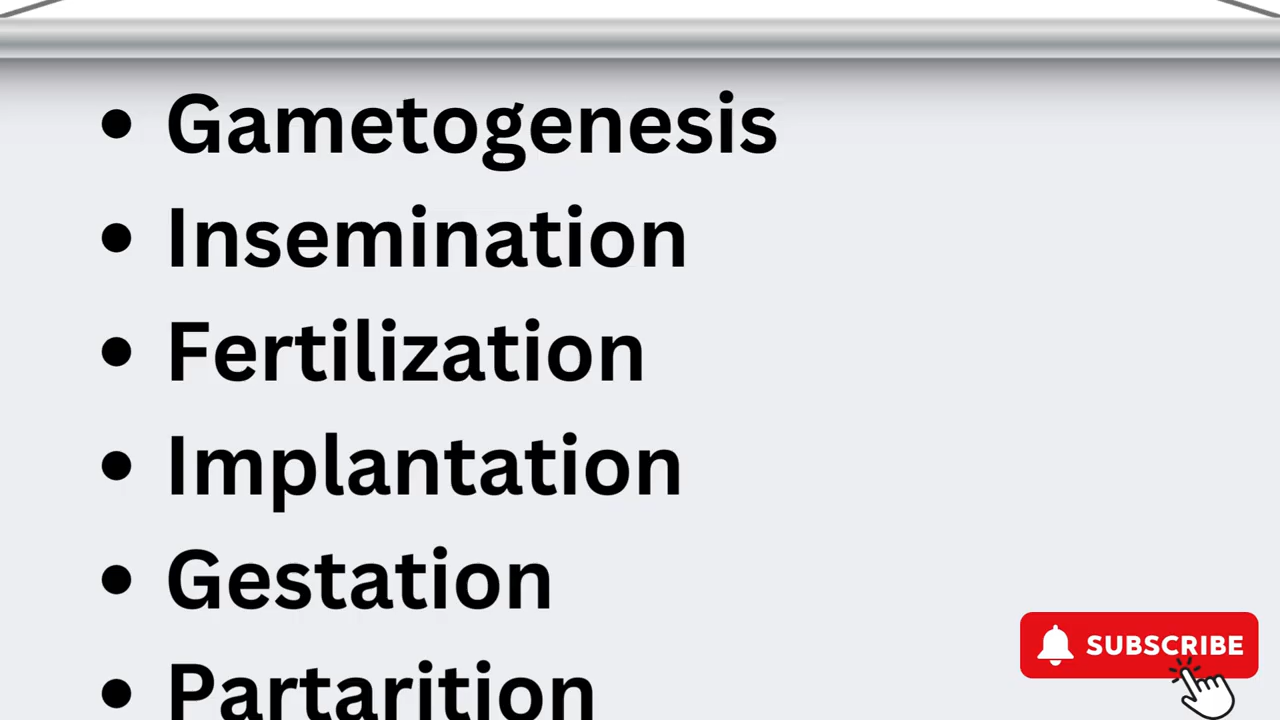 Gametogenesis
Insemination
Fertilization
Implantation
Gestation
Partarition
SUBSCRIBE